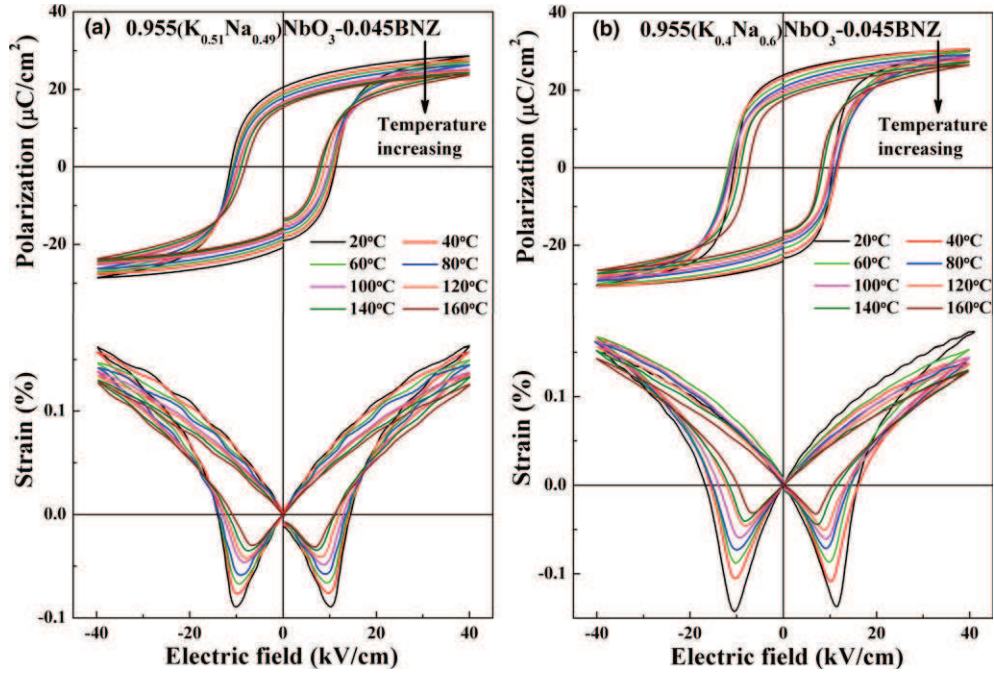 (a) 0.955(K₀.₅₁Na₀.₄₉)NbO₃-0.045BNZ
40
20
0
-20
Polarization (μC/cm²)
Temperature
increasing
20°C 40°C
60°C 80°C
100°C 120°C
140°C 160°C
0.1
0.0
-0.1
Strain (%)
-40 -20 0 20 40
Electric field (kV/cm)
(b) 0.955(K₀.₄Na₀.₆)NbO₃-0.045BNZ
40
20
0
-20
Polarization (μC/cm²)
Temperature
increasing
20°C 40°C
60°C 80°C
100°C 120°C
140°C 160°C
0.1
0.0
-0.1
Strain (%)
-40 -20 0 20 40
Electric field (kV/cm)